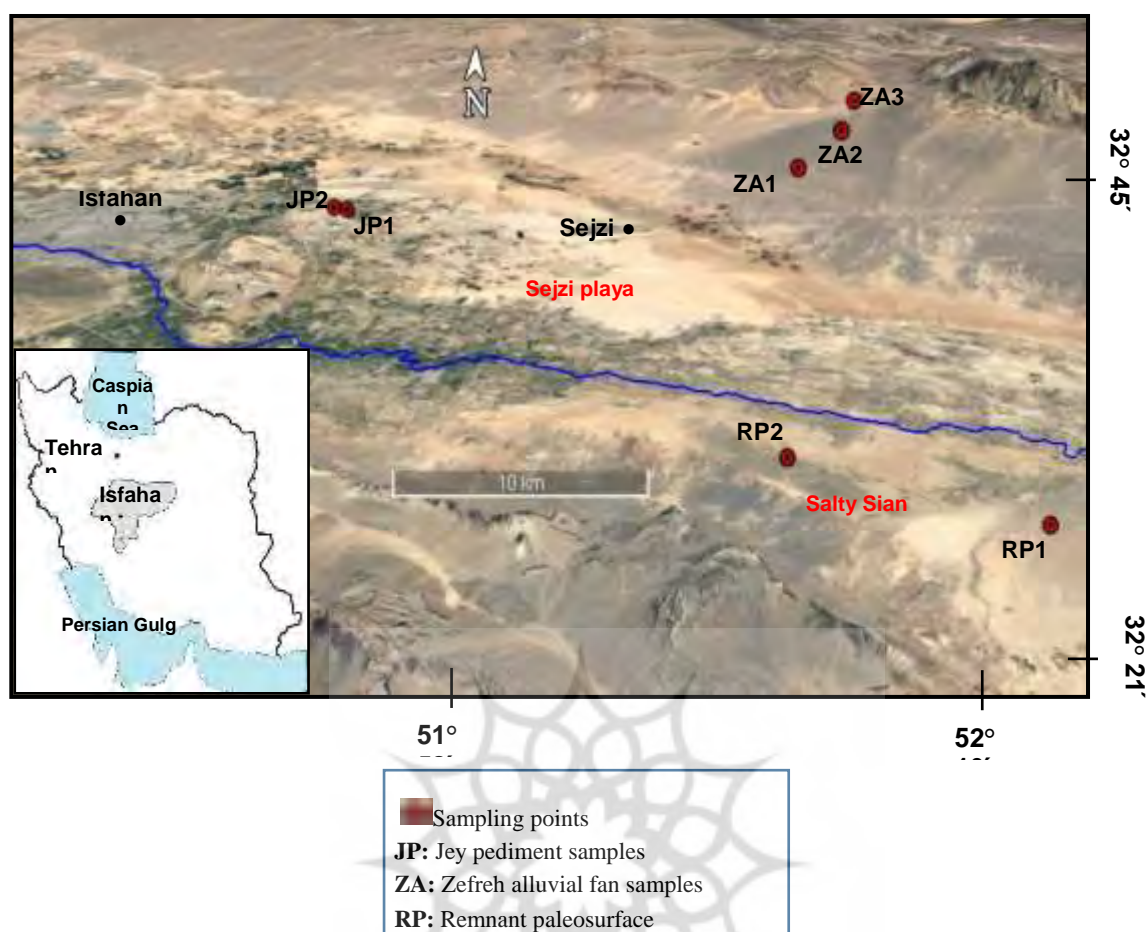 N
ZA3
ZA2
ZA1
32° 45′
Isfahan
JP2
JP1
Sejzi
Sejzi playa
RP2
10 km
Salty Sian
RP1
32° 21′
Caspia
n
Sea
Tehra
n
Isfaha
n
Persian Gulg
51°
52°
Sampling points
JP: Jey pediment samples
ZA: Zefreh alluvial fan samples
RP: Remnant paleosurface